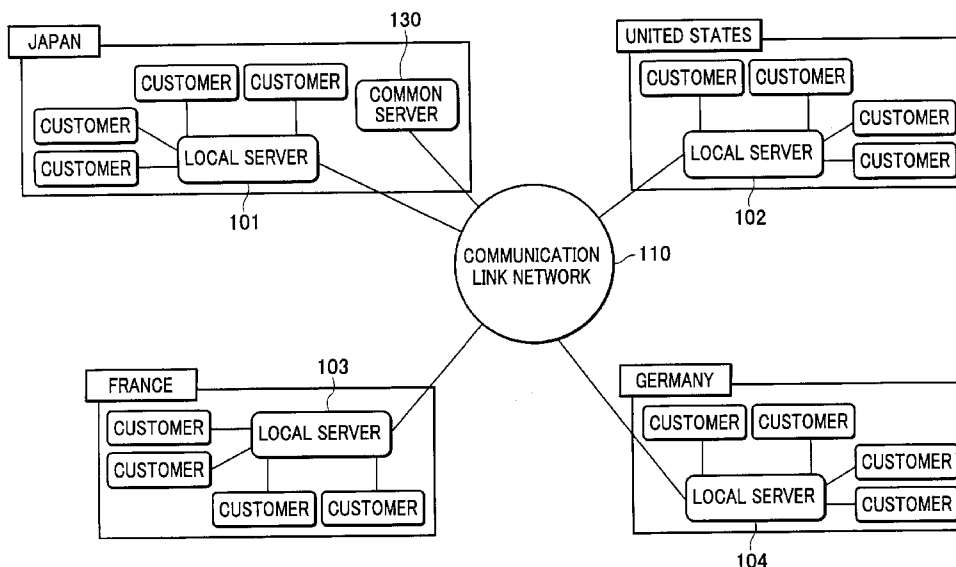 JAPAN
130
CUSTOMER
CUSTOMER
COMMON
SERVER
CUSTOMER
CUSTOMER
LOCAL SERVER
101
UNITED STATES
CUSTOMER
CUSTOMER
CUSTOMER
LOCAL SERVER
CUSTOMER
102
COMMUNICATION
LINK NETWORK
110
FRANCE
103
CUSTOMER
LOCAL SERVER
CUSTOMER
CUSTOMER
CUSTOMER
GERMANY
CUSTOMER
CUSTOMER
CUSTOMER
LOCAL SERVER
CUSTOMER
104